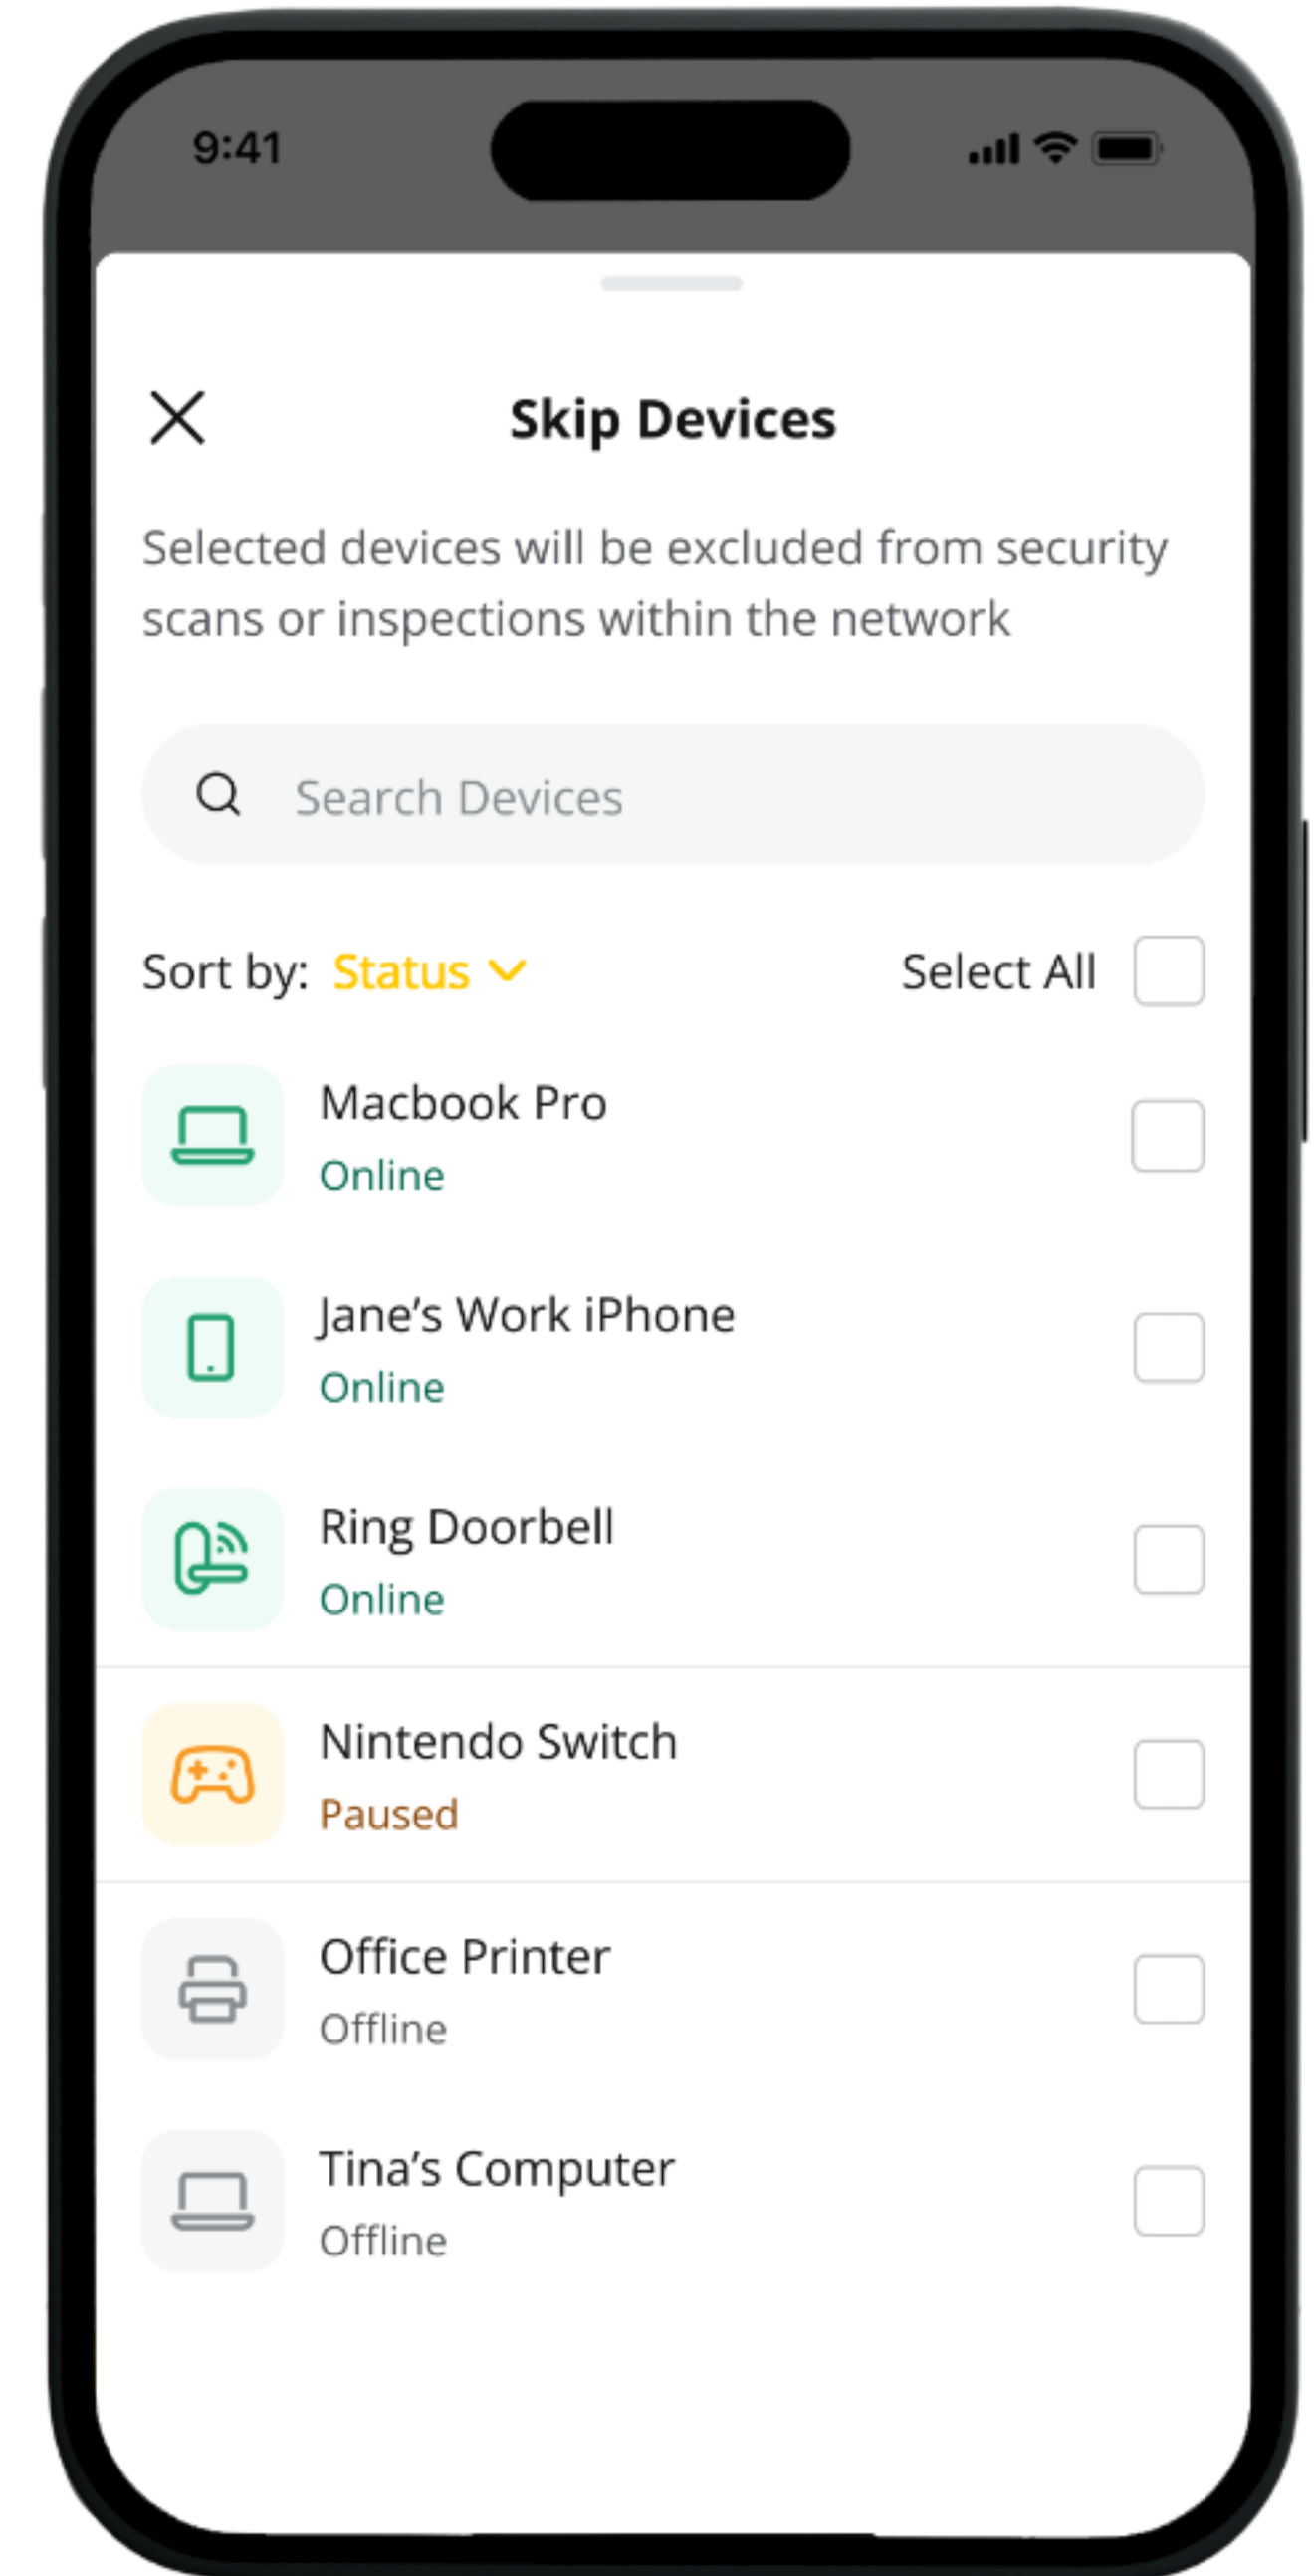 9:41
Skip Devices
Selected devices will be excluded from security
scans or inspections within the network
Search Devices
Sort by: Status Select All
Macbook Pro
Online
Jane’s Work iPhone
Online
Ring Doorbell
Online
Nintendo Switch
Paused
Office Printer
Offline
Tina’s Computer
Offline